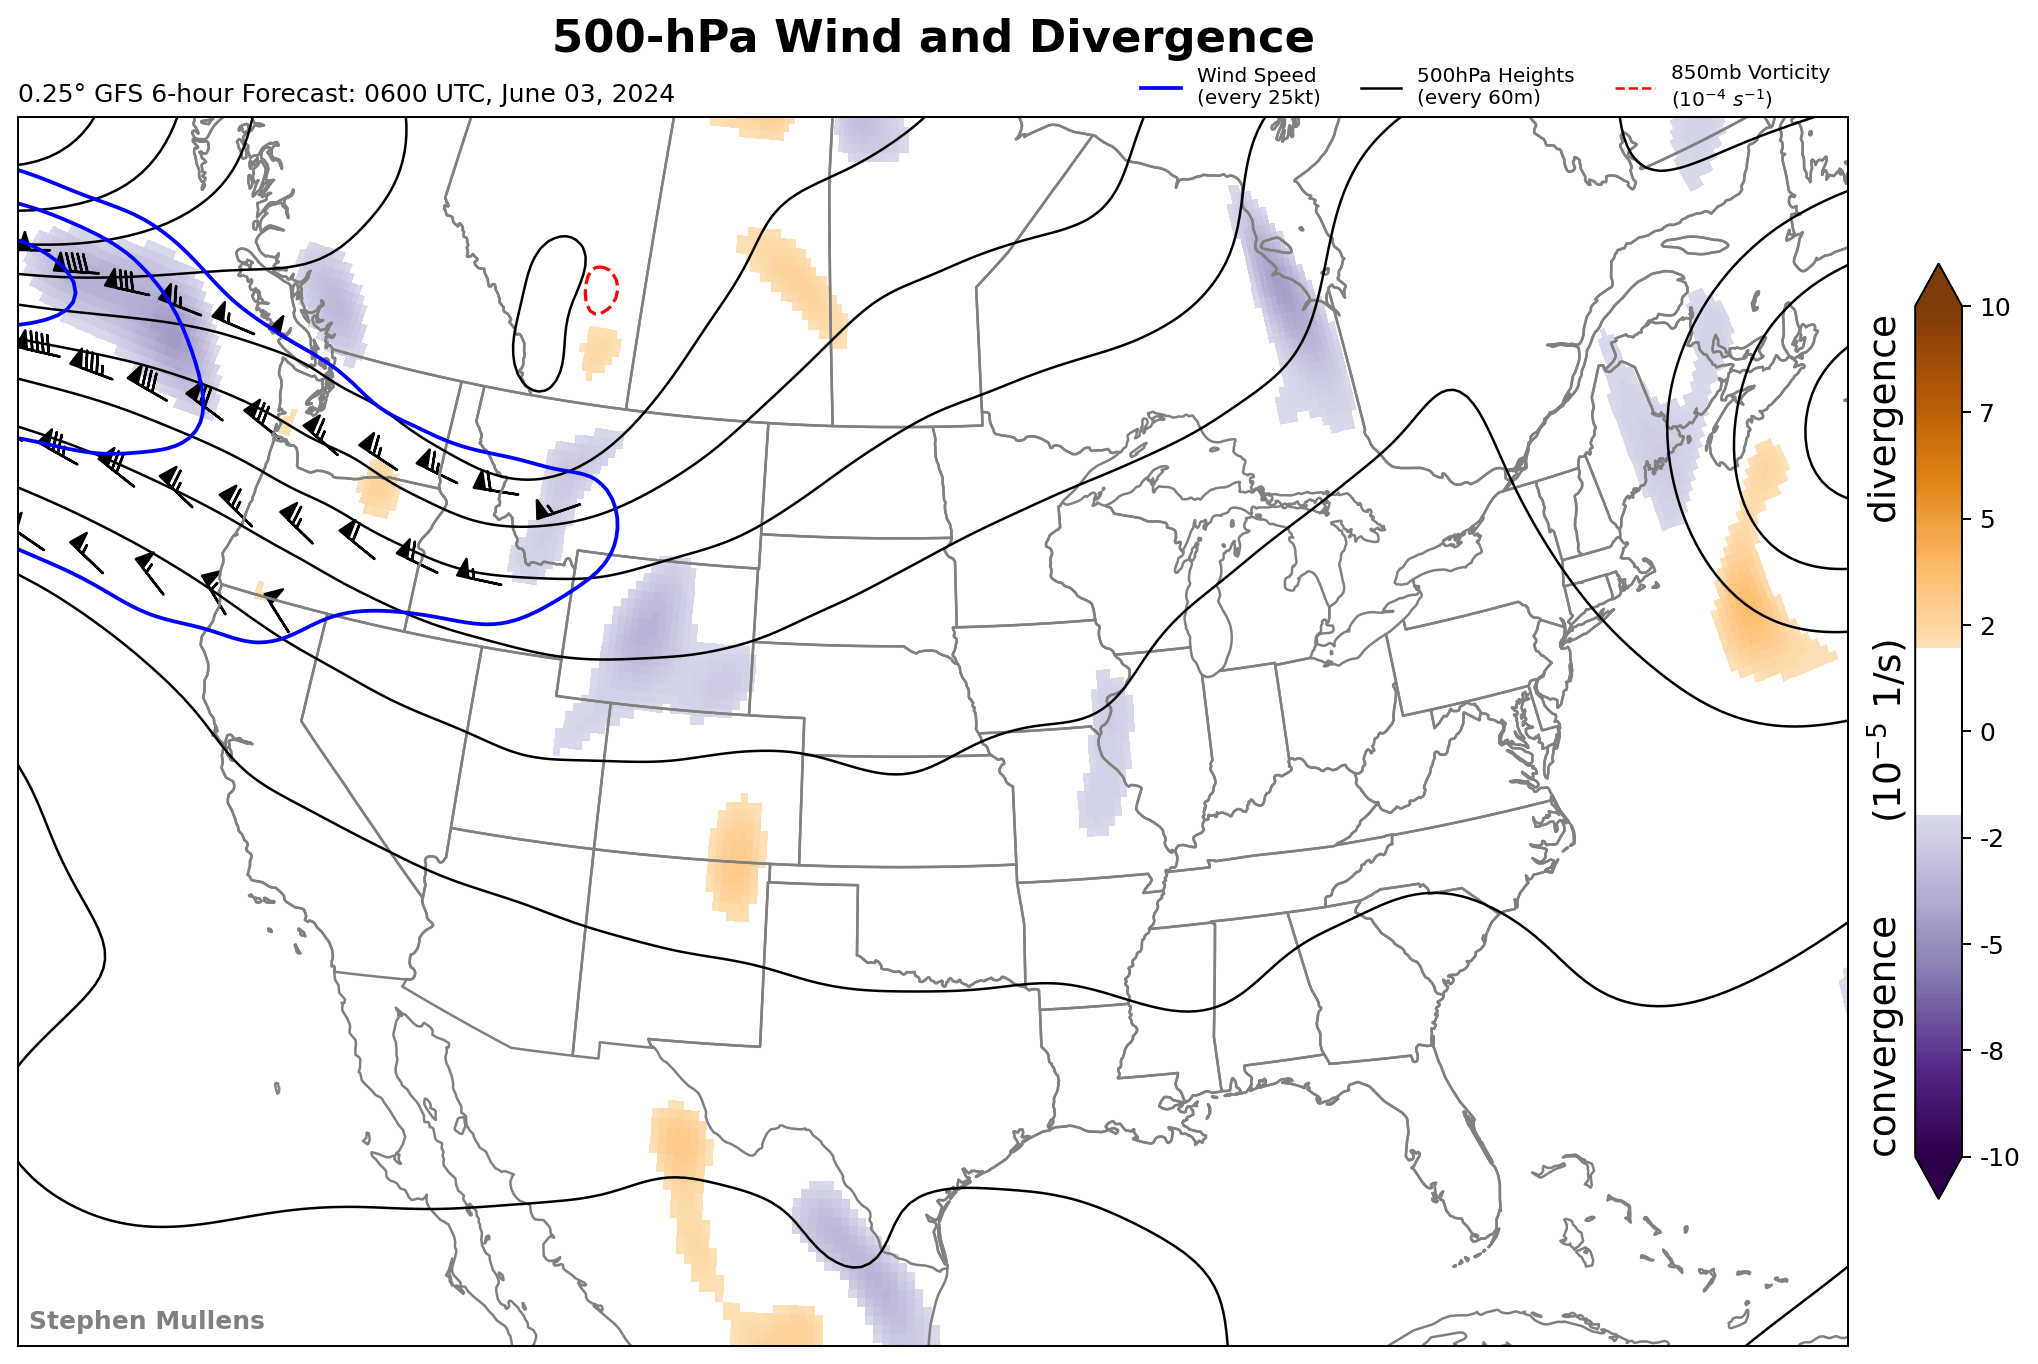 500-hPa Wind and Divergence
0.25° GFS 6-hour Forecast: 0600 UTC, June 03, 2024
Wind Speed
(every 25kt)
500hPa Heights
(every 60m)
850mb Vorticity
(10⁻⁴ s⁻¹)
10
7
5
2
0
-2
-5
-8
-10
convergence (10⁻⁵ 1/s) divergence
Stephen Mullens